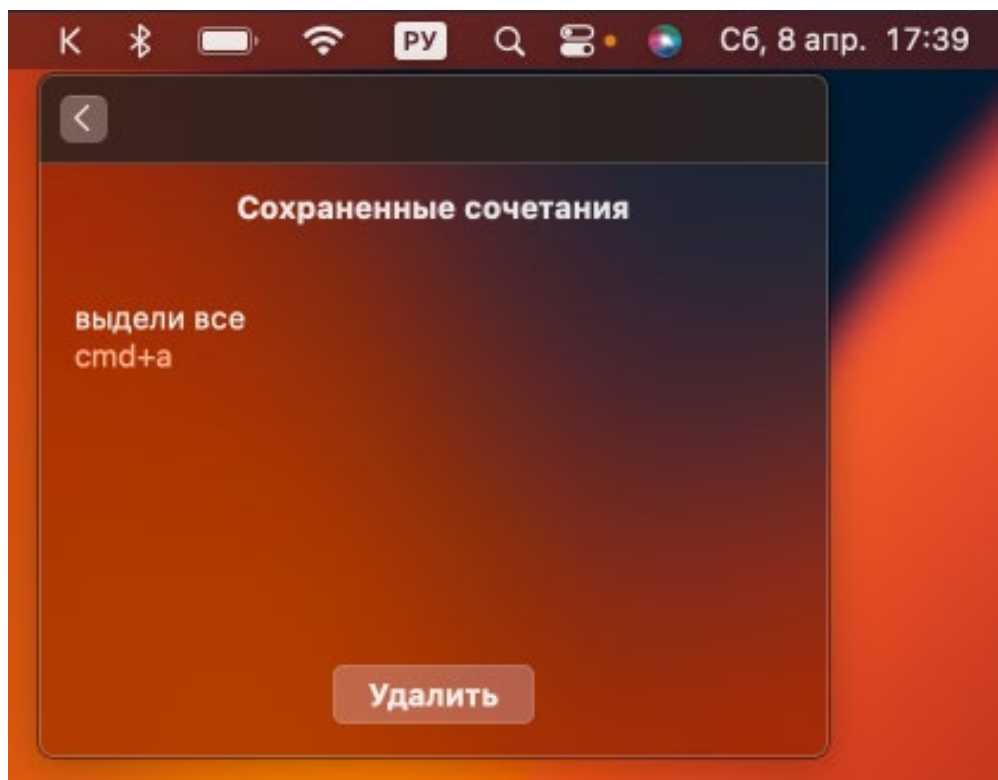 K РУ Сб, 8 апр. 17:39
Сохраненные сочетания
выдели все
cmd+a
Удалить